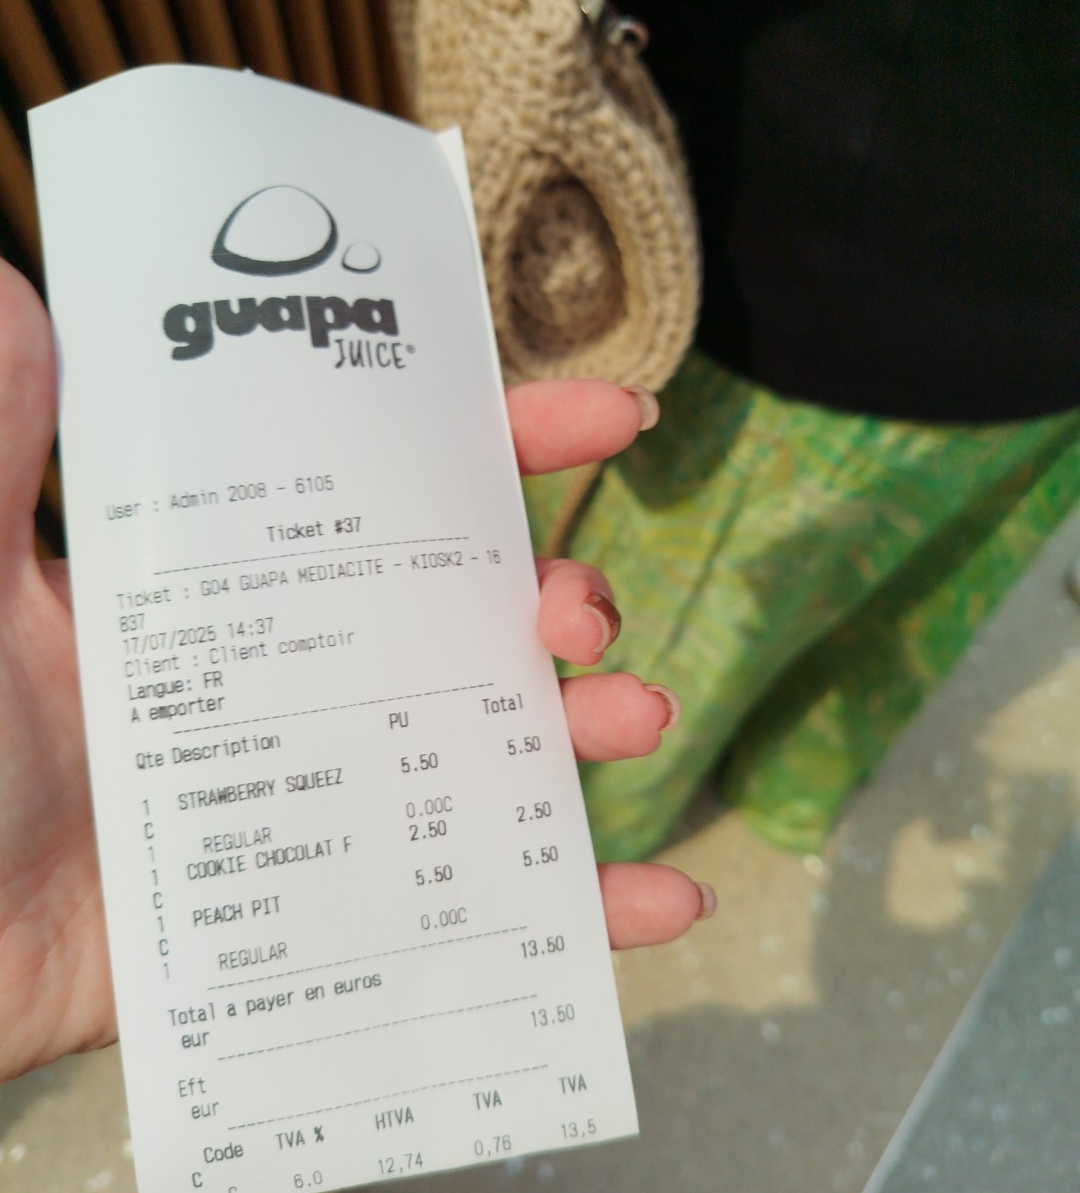 guapa
JUICE®
User : Admin 2008 - 6105
Ticket #37
Ticket : G04 GUAPA MEDIACITE - KIOSK2 - 16
837
17/07/2025 14:37
Client : Client comptoir
Langue: FR
A emporter
Qte Description PU Total
1 STRAWBERRY SQUEEZ 5.50 5.50
C
1 REGULAR 0.00C
1 COOKIE CHOCOLAT F 2.50 2.50
C
1 PEACH PIT 5.50 5.50
C
1 REGULAR 0.00C
Total a payer en euros 13.50
eur
Eft 13.50
eur
Code TVA % HTVA TVA TVA
C 6.0 12,74 0,76 13,5